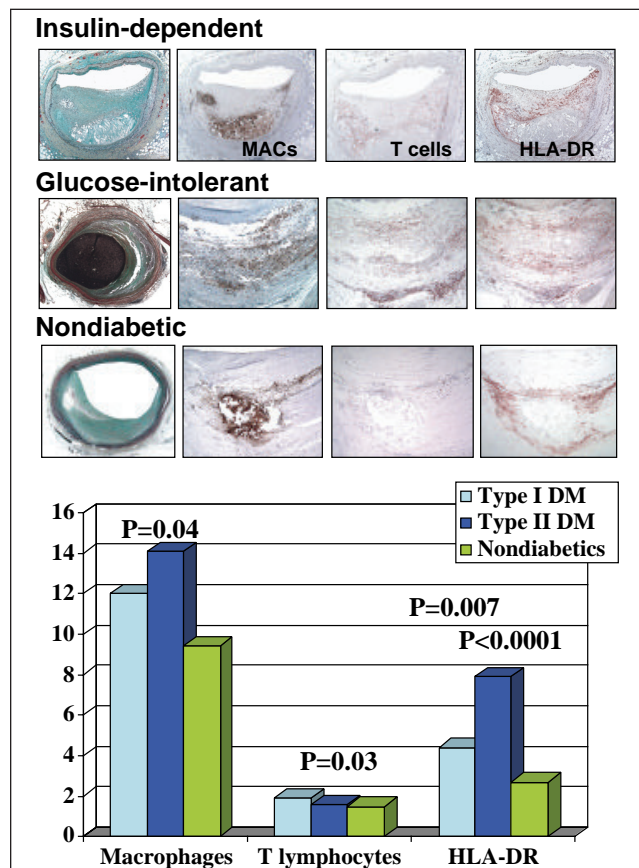 Insulin-dependent
MACs
T cells
HLA-DR
Glucose-intolerant
Nondiabetic
Type I DM
Type II DM
Nondiabetics
16
14
12
10
8
6
4
2
0
P=0.04
P=0.007
P<0.0001
P=0.03
Macrophages T lymphocytes HLA-DR